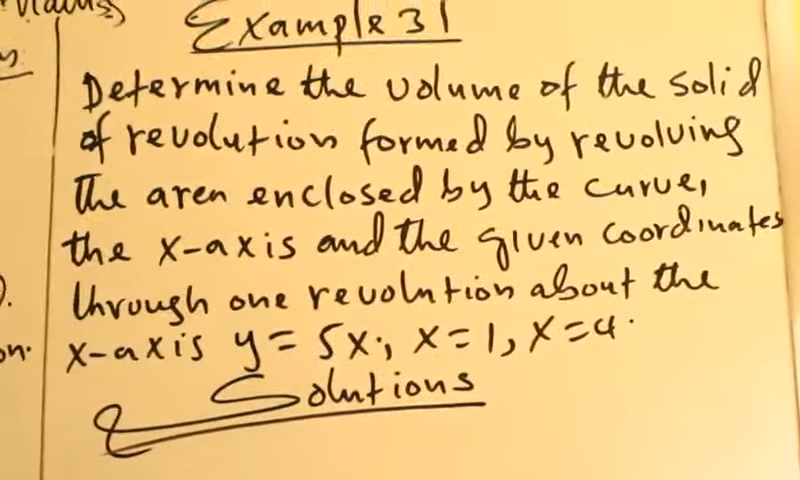 Example 31
Determine the volume of the solid
of revolution formed by revolving
the area enclosed by the curve,
the x-axis and the given coordinates
).
through one revolution about the
on.
x-axis y = 5x; x = 1, x = 4.
Solutions